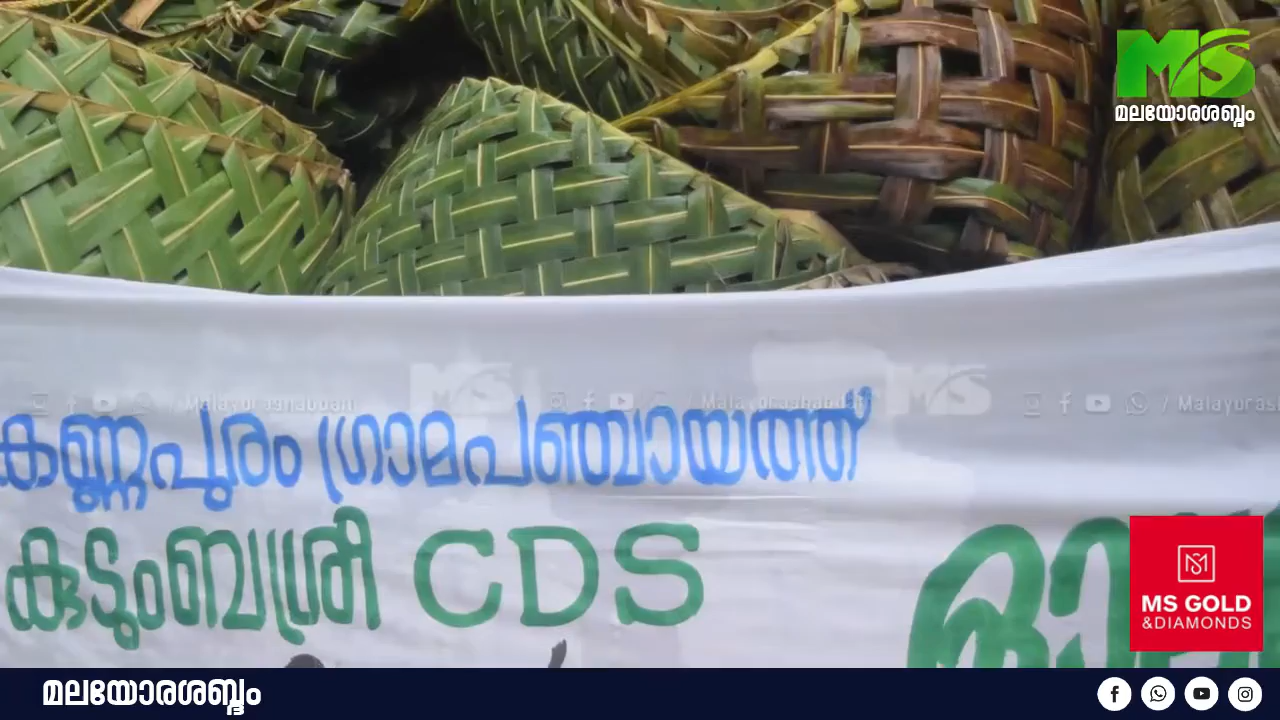 MS
മലയോരശബ്ദം
കണ്ണപുരം ഗ്രാമപഞ്ചായത്ത്
കുടുംബശ്രീ CDS
MS GOLD
&DIAMONDS
മലയോരശബ്ദം